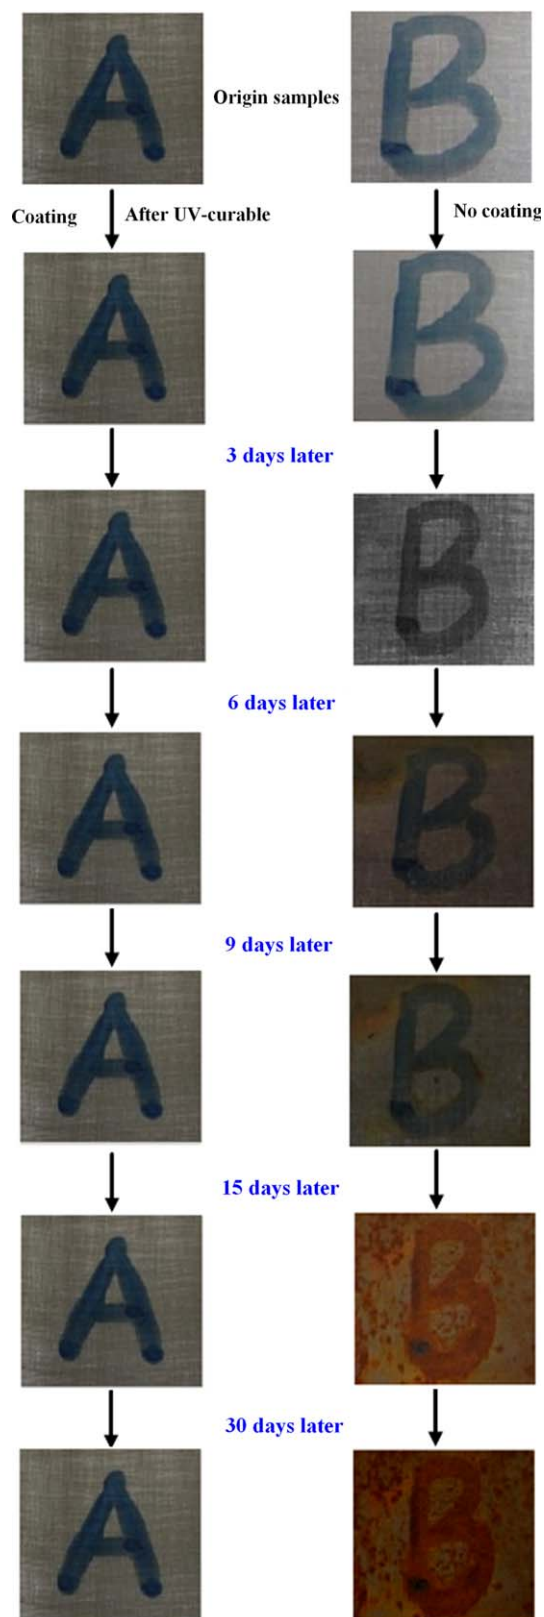 A
B
Origin samples
Coating
After UV-curable
No coating
A
B
3 days later
A
B
6 days later
A
B
9 days later
A
B
15 days later
A
B
30 days later
A
B